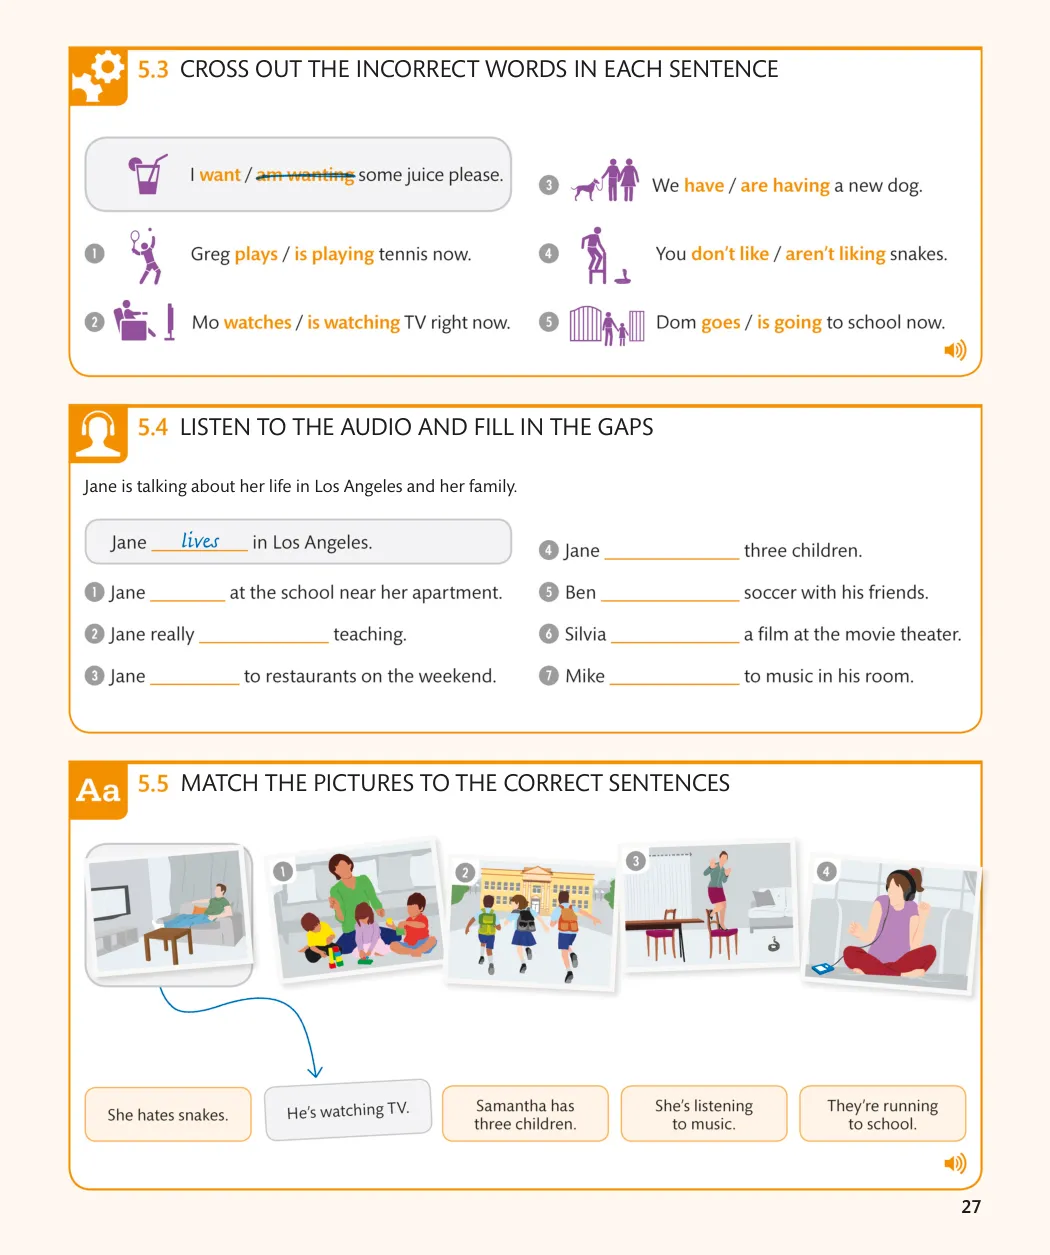 5.3 CROSS OUT THE INCORRECT WORDS IN EACH SENTENCE
I want / am wanting some juice please.
1 Greg plays / is playing tennis now.
2 Mo watches / is watching TV right now.
3 We have / are having a new dog.
4 You don't like / aren't liking snakes.
5 Dom goes / is going to school now.
5.4 LISTEN TO THE AUDIO AND FILL IN THE GAPS
Jane is talking about her life in Los Angeles and her family.
Jane lives in Los Angeles.
1 Jane ________ at the school near her apartment.
2 Jane really ________ teaching.
3 Jane ________ to restaurants on the weekend.
4 Jane ________ three children.
5 Ben ________ soccer with his friends.
6 Silvia ________ a film at the movie theater.
7 Mike ________ to music in his room.
Aa 5.5 MATCH THE PICTURES TO THE CORRECT SENTENCES
1
2
3
4
She hates snakes.
He's watching TV.
Samantha has
three children.
She's listening
to music.
They're running
to school.
27